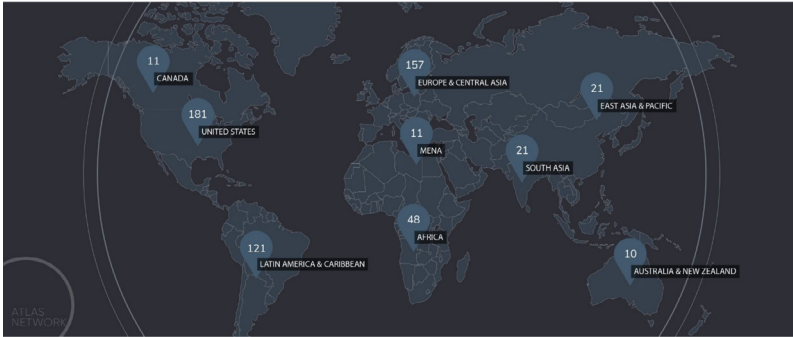 11
CANADA
157
EUROPE & CENTRAL ASIA
21
EAST ASIA & PACIFIC
181
UNITED STATES
11
MENA
21
SOUTH ASIA
48
AFRICA
121
LATIN AMERICA & CARIBBEAN
10
AUSTRALIA & NEW ZEALAND
ATLAS
NETWORK